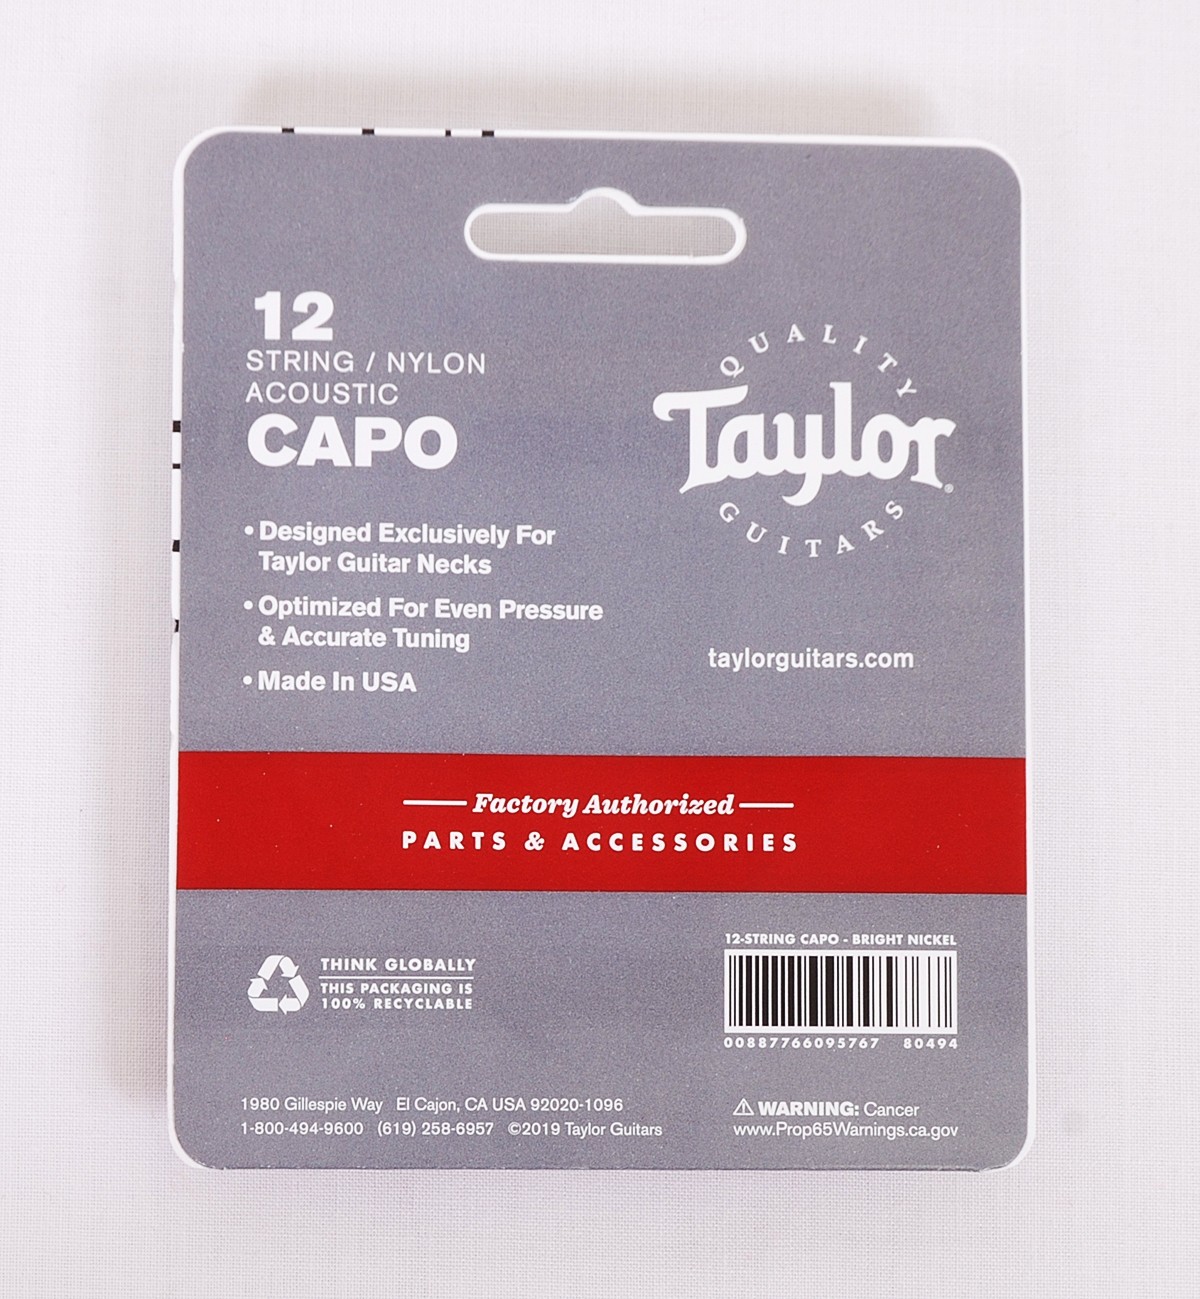 12
STRING / NYLON
ACOUSTIC
CAPO
• Designed Exclusively For
Taylor Guitar Necks
• Optimized For Even Pressure
& Accurate Tuning
• Made In USA
QUALITY
Taylor®
GUITARS
taylorguitars.com
Factory Authorized
PARTS & ACCESSORIES
THINK GLOBALLY
THIS PACKAGING IS
100% RECYCLABLE
12-STRING CAPO - BRIGHT NICKEL
00887766095767 80494
1980 Gillespie Way El Cajon, CA USA 92020-1096
1-800-494-9600 (619) 258-6957 ©2019 Taylor Guitars
⚠ WARNING: Cancer
www.Prop65Warnings.ca.gov